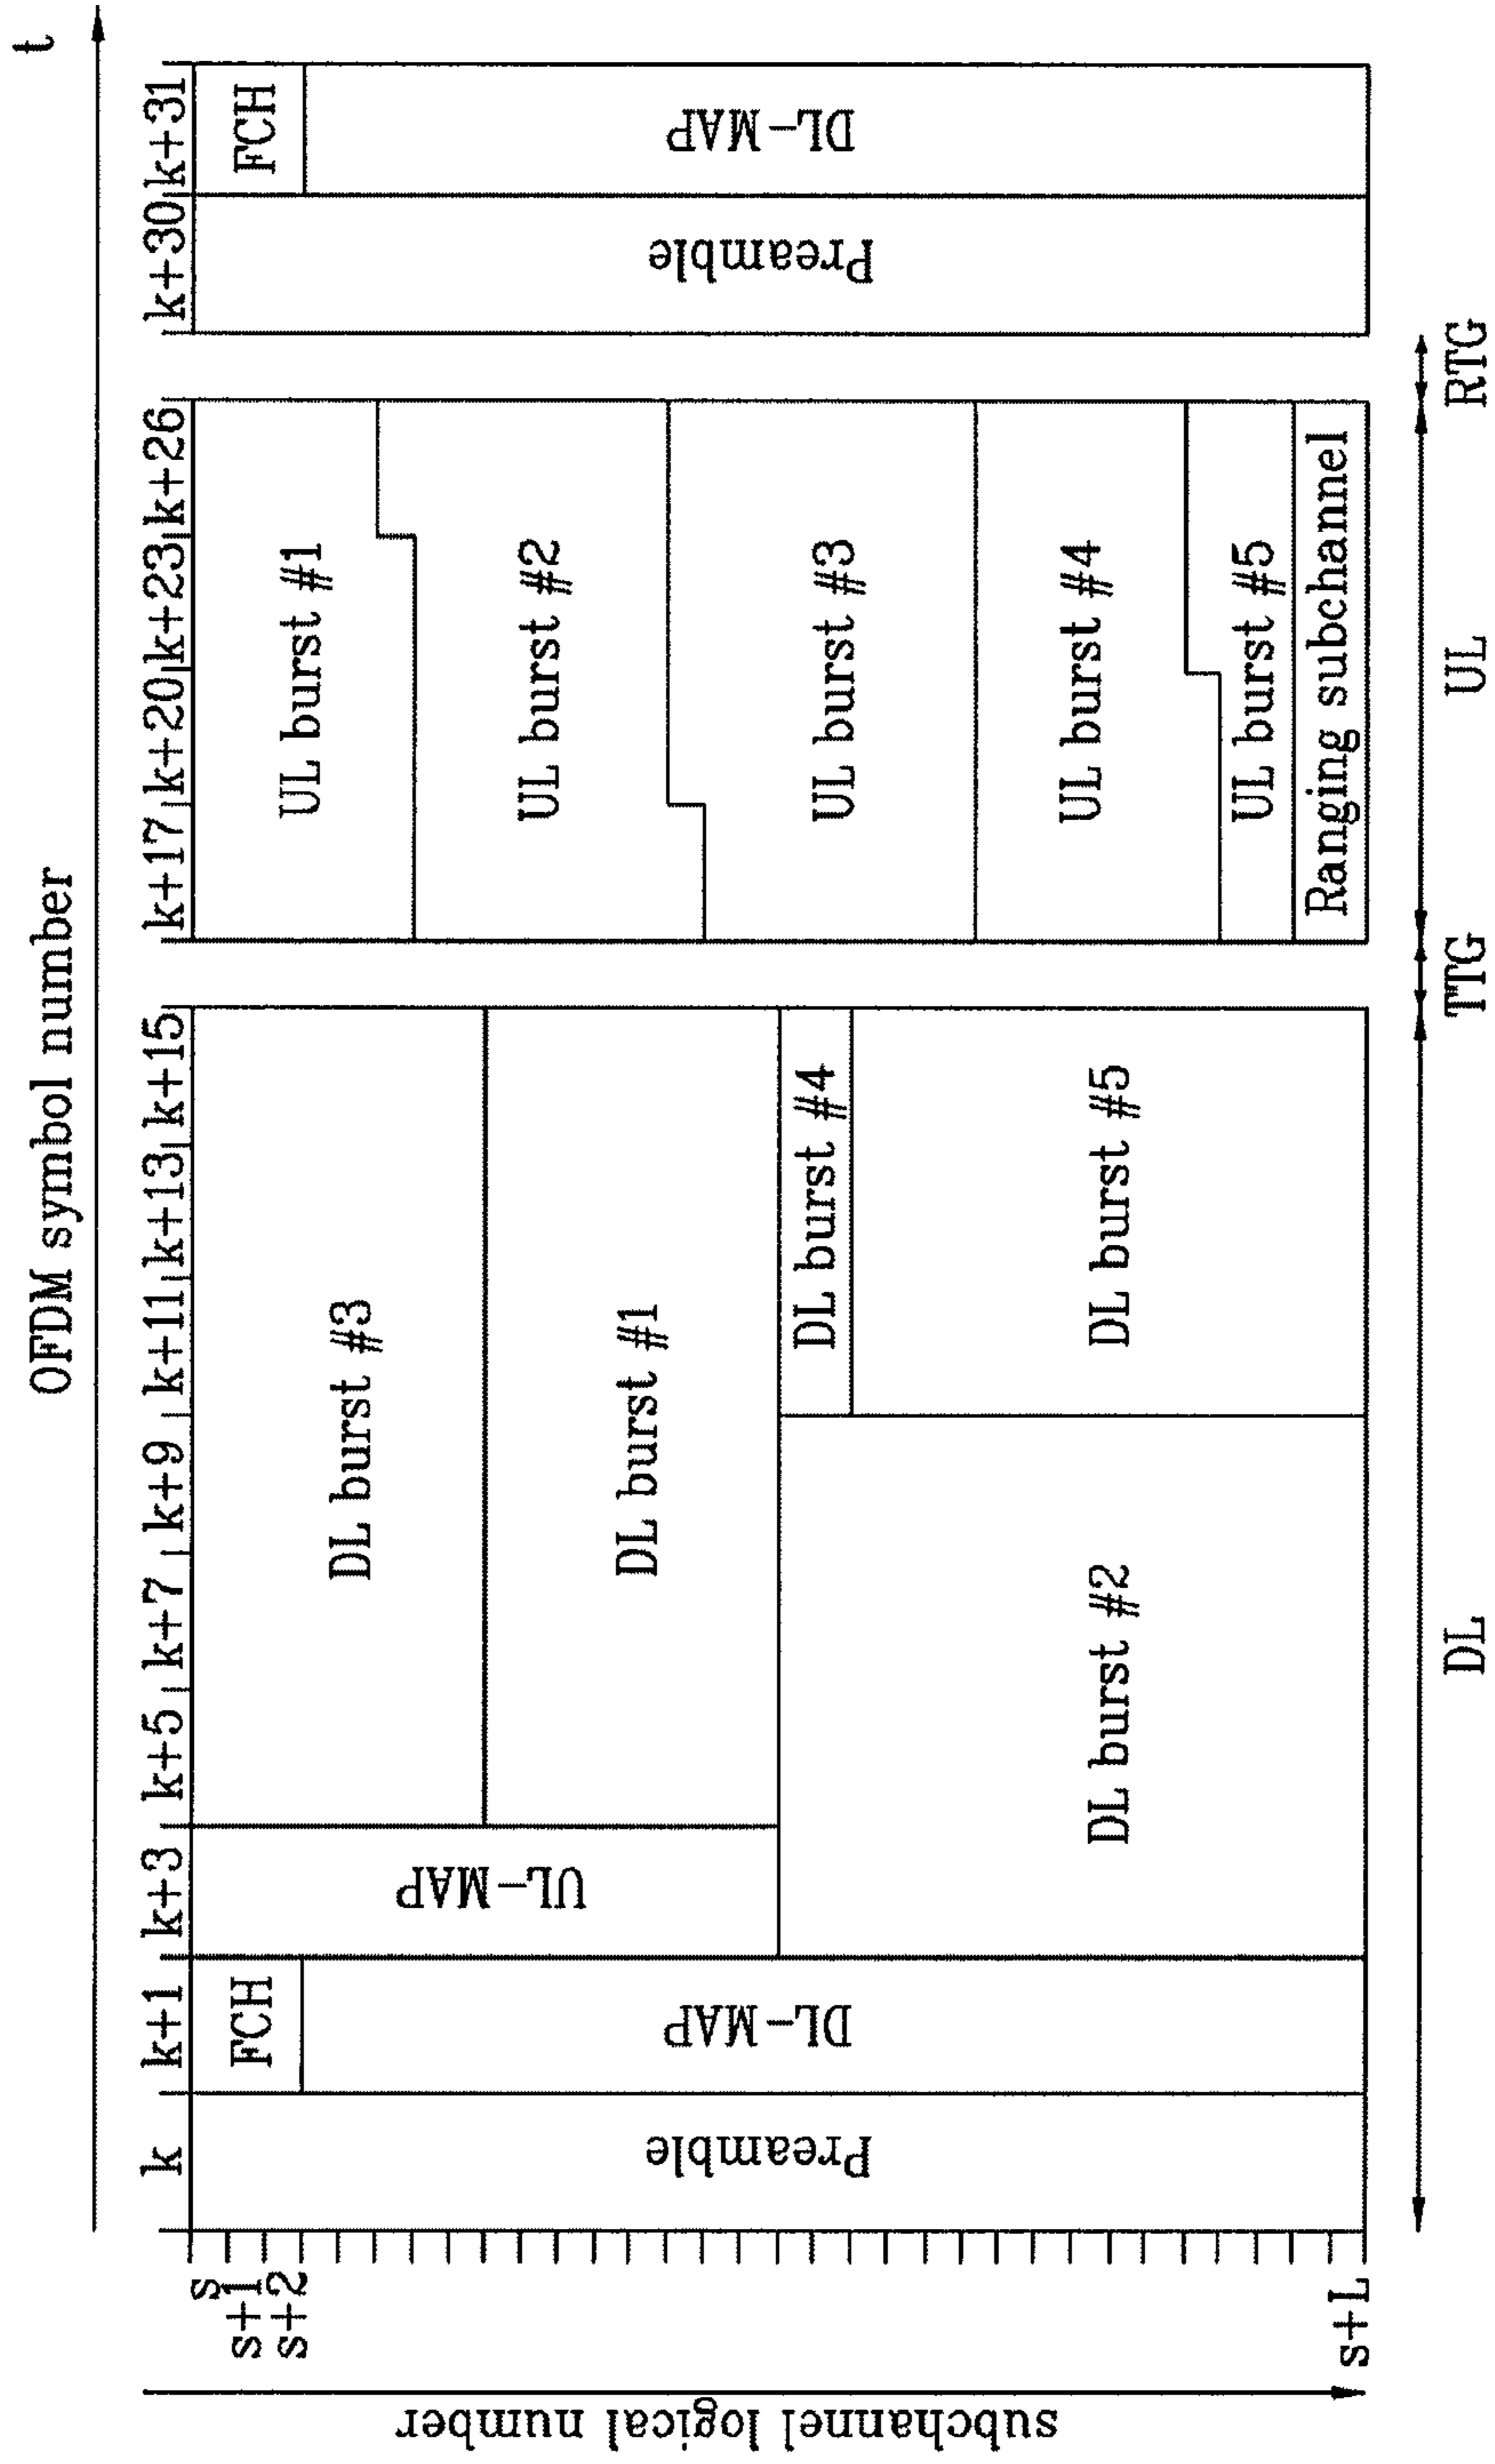 OFDM symbol number
t
k
k+1
k+3
k+5
k+7
k+9
k+11
k+13
k+15
k+17
k+20
k+23
k+26
k+30
k+31
s
s+1
s+2
s+L
subchannel logical number
Preamble
FCH
DL-MAP
UL-MAP
DL burst #3
DL burst #1
DL burst #2
DL burst #4
DL burst #5
UL burst #1
UL burst #2
UL burst #3
UL burst #4
UL burst #5
Ranging subchannel
Preamble
FCH
DL-MAP
DL
TTG
UL
RTG